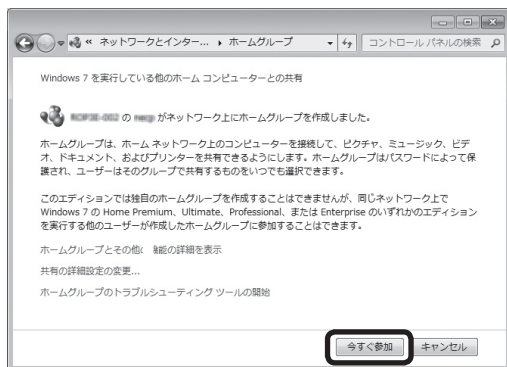 « ネットワークとインター... ▸ ホームグループ
コントロール パネルの検索
Windows 7 を実行している他のホーム コンピューターとの共有
の がネットワーク上にホームグループを作成しました。
ホームグループは、ホーム ネットワーク上のコンピューターを接続して、ピクチャ、ミュージック、ビデ
オ、ドキュメント、およびプリンターを共有できるようにします。ホームグループはパスワードによって保
護され、ユーザーはそのグループで共有するものをいつでも選択できます。
このエディションでは独自のホームグループを作成することはできませんが、同じネットワーク上で
Windows 7 の Home Premium、Ultimate、Professional、または Enterprise のいずれかのエディション
を実行する他のユーザーが作成したホームグループに参加することはできます。
ホームグループとその他( 能の詳細を表示
共有の詳細設定の変更...
ホームグループのトラブルシューティング ツールの開始
今すぐ参加 キャンセル